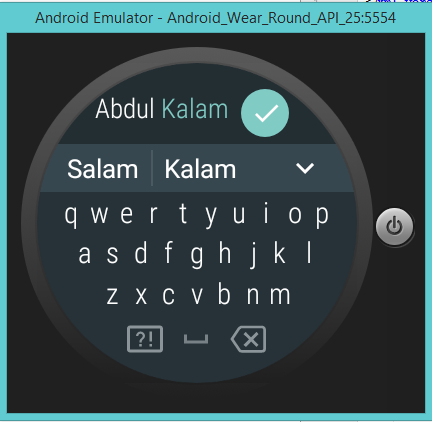 Android Emulator - Android_Wear_Round_API_25:5554
Abdul Kalam
Salam Kalam
q w e r t y u i o p
a s d f g h j k l
z x c v b n m
?!